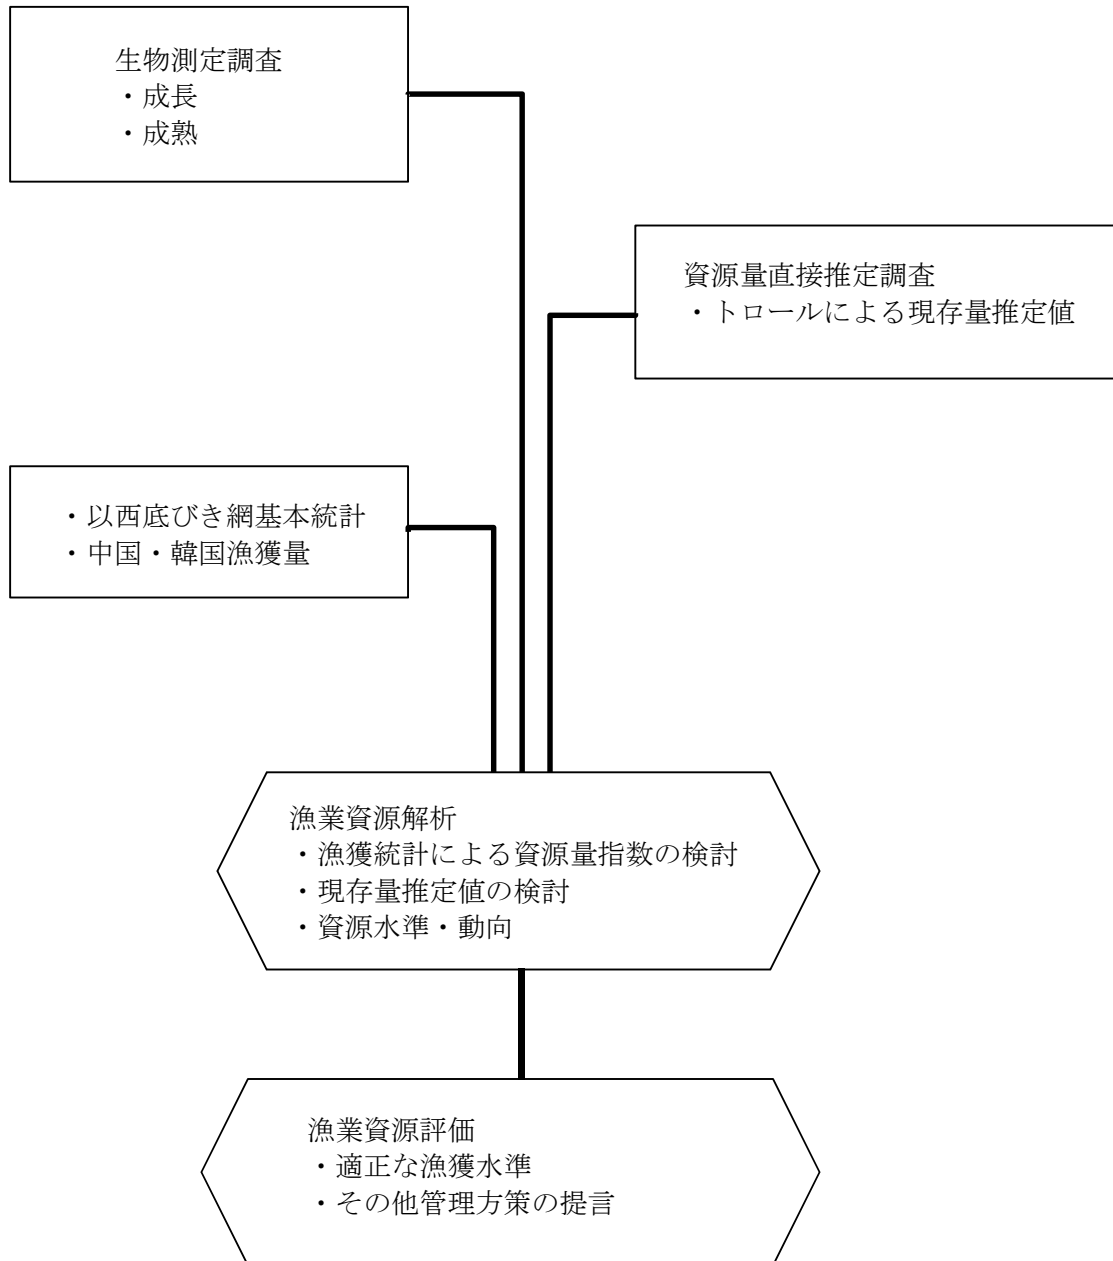 生物測定調査
・成長
・成熟
資源量直接推定調査
・トロールによる現存量推定値
・以西底びき網基本統計
・中国・韓国漁獲量
漁業資源解析
・漁獲統計による資源量指数の検討
・現存量推定値の検討
・資源水準・動向
漁業資源評価
・適正な漁獲水準
・その他管理方策の提言